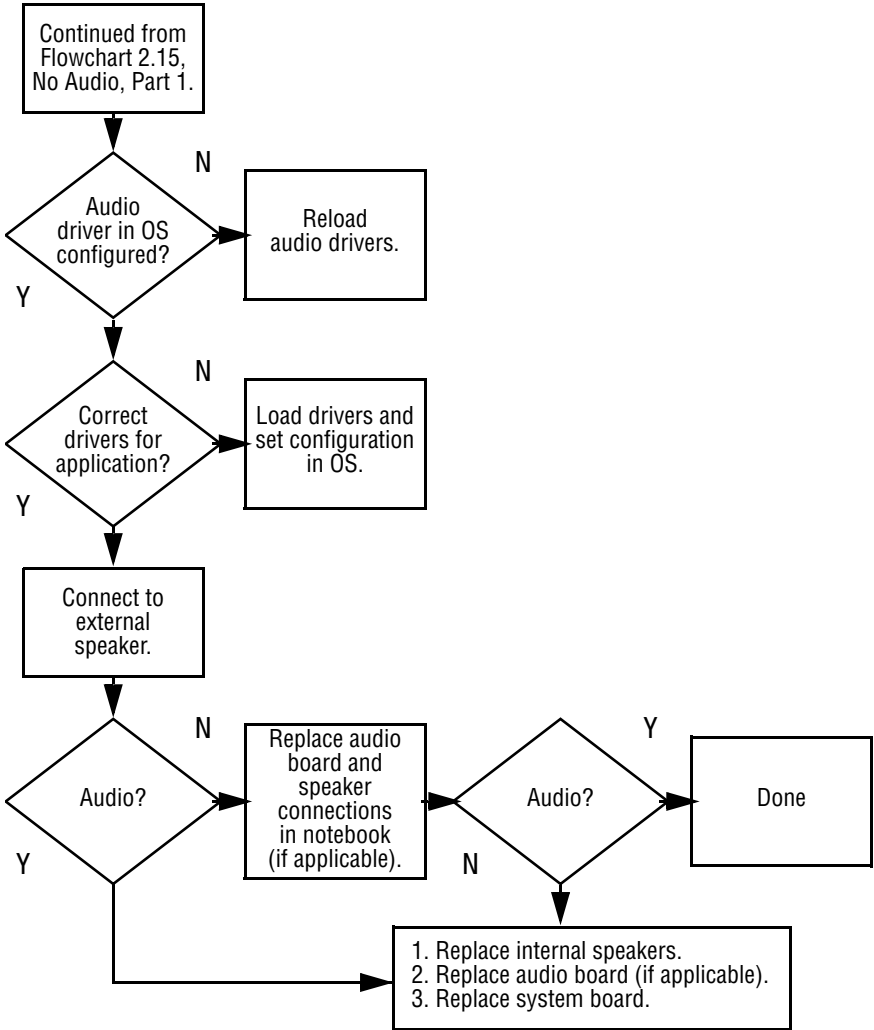 Continued from
Flowchart 2.15,
No Audio, Part 1.
N
Audio
driver in OS
configured?
Reload
audio drivers.
Y
N
Correct
drivers for
application?
Load drivers and
set configuration
in OS.
Y
Connect to
external
speaker.
N
Audio?
Replace audio
board and
speaker
connections
in notebook
(if applicable).
Y
Audio?
Y
Done
N
1. Replace internal speakers.
2. Replace audio board (if applicable).
3. Replace system board.